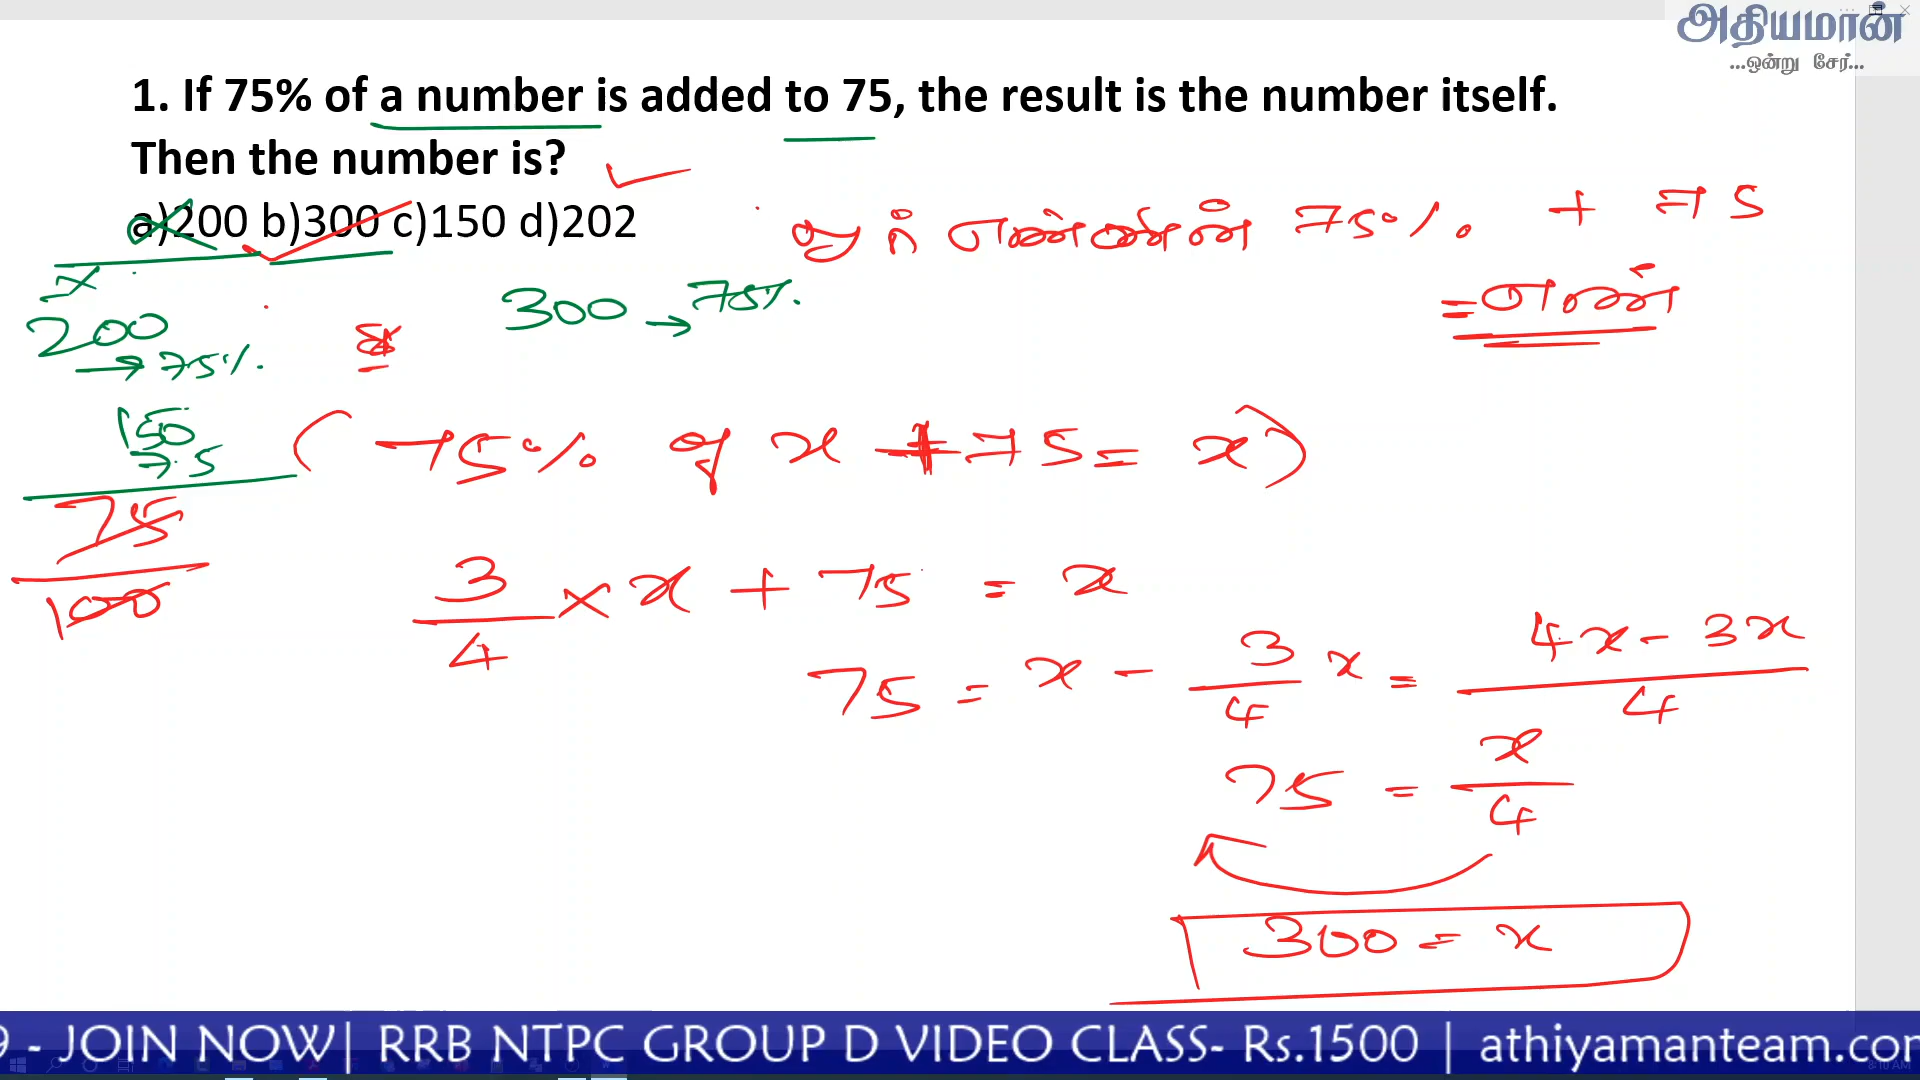 அதியமான்
...ஒன்று சேர்...
1. If 75% of a number is added to 75, the result is the number itself.
Then the number is?
a)200 b)300 c)150 d)202
ஒரு எண்ணின் 75% + 75
= எண்
x
200
→ 75%
150
75
75
100
300 → 75%
(75% of x + 75 = x)
3/4 × x + 75 = x
75 = x - 3/4 x = 4x - 3x / 4
75 = x/4
300 = x
9 - JOIN NOW| RRB NTPC GROUP D VIDEO CLASS- Rs.1500 | athiyamanteam.com